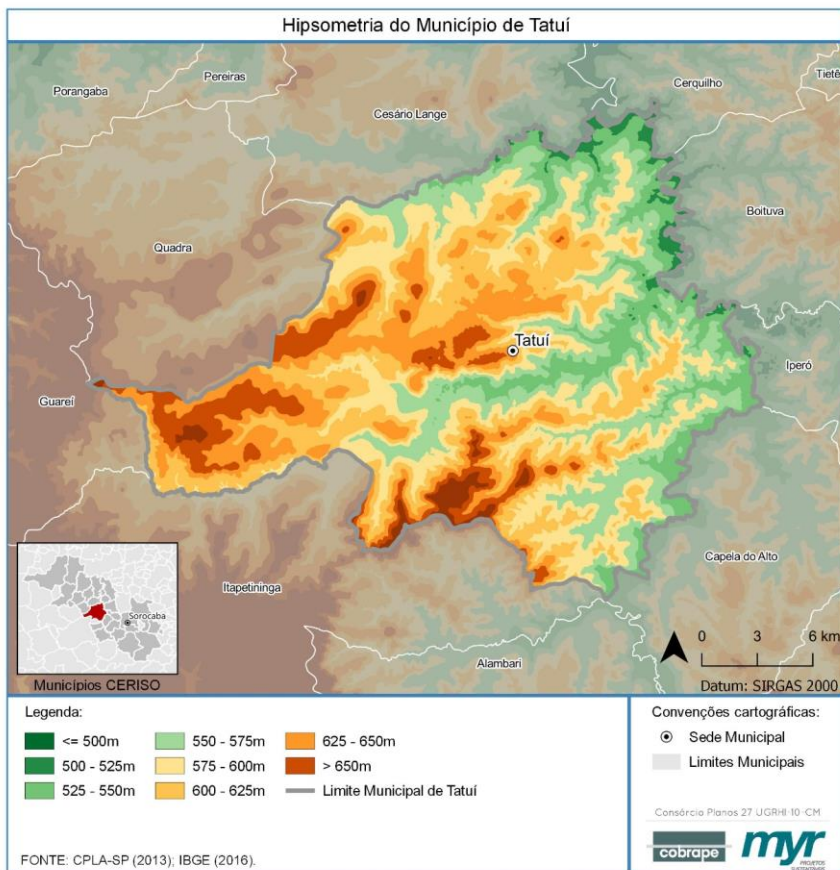 Hipsometria do Município de Tatuí
Porangaba
Pereiras
Cesário Lange
Cerquilho
Tietê
Boituva
Quadra
Tatuí
Iperó
Guareí
Capela do Alto
Itapetininga
Alambari
Sorocaba
Municípios CERISO
0 3 6 km
Datum: SIRGAS 2000
Legenda:
<= 500m
500 - 525m
525 - 550m
550 - 575m
575 - 600m
600 - 625m
625 - 650m
> 650m
Limite Municipal de Tatuí
Convenções cartográficas:
Sede Municipal
Limites Municipais
Consórcio Planos 27 UGRHI-10-CM
cobrape
myr
PROJETOS
SUSTENTÁVEIS
FONTE: CPLA-SP (2013); IBGE (2016).